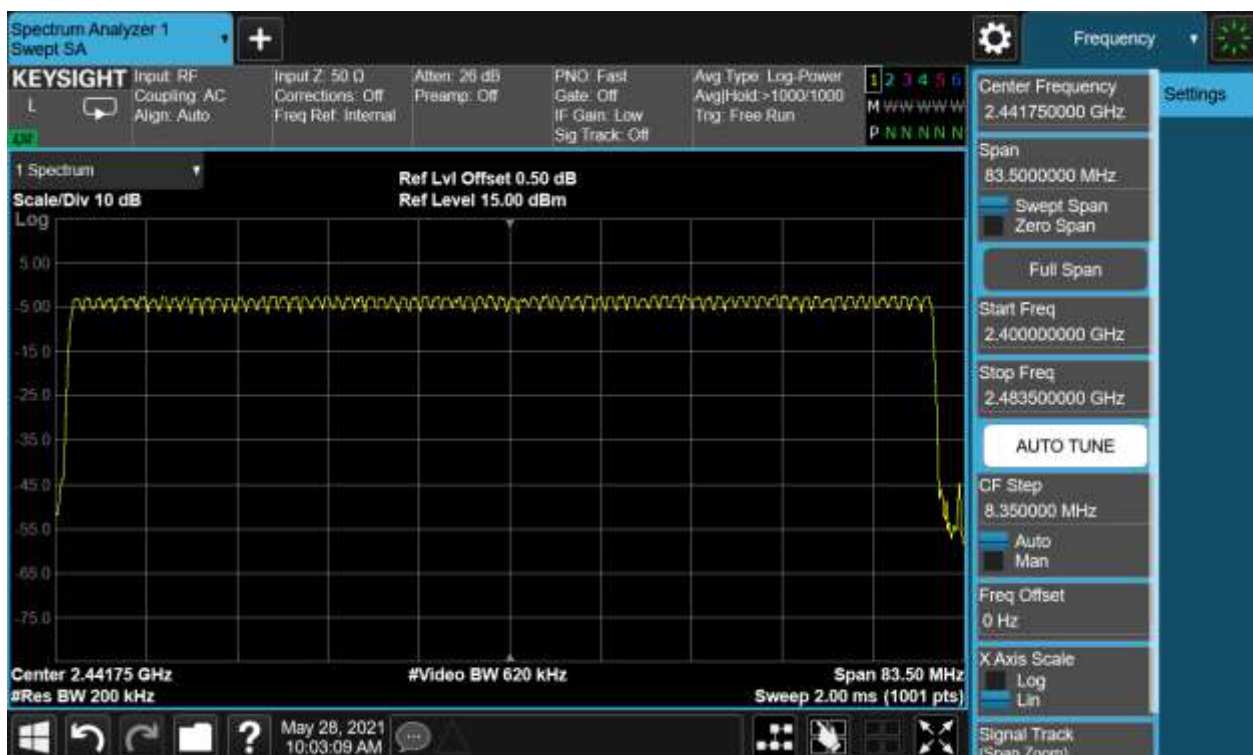 Spectrum Analyzer 1
Swept SA
Frequency
KEYSIGHT
L
Input: RF
Coupling: AC
Align: Auto
Input Z: 50 Ω
Corrections: Off
Freq Ref: Internal
Atten: 26 dB
Preamp: Off
PNO: Fast
Gate: Off
IF Gain: Low
Sig Track: Off
Avg Type: Log-Power
Avg|Hold:>1000/1000
Trig: Free Run
1 2 3 4 5 6
M W W W W W
P N N N N N
Center Frequency
2.441750000 GHz
Settings
Span
83.5000000 MHz
Swept Span
Zero Span
Full Span
Start Freq
2.400000000 GHz
Stop Freq
2.483500000 GHz
AUTO TUNE
CF Step
8.350000 MHz
Auto
Man
Freq Offset
0 Hz
X Axis Scale
Log
Lin
Signal Track
(Span Zoom)
1 Spectrum
Scale/Div 10 dB
Ref Lvl Offset 0.50 dB
Ref Level 15.00 dBm
Log
5.00
-5.00
-15.0
-25.0
-35.0
-45.0
-55.0
-65.0
-75.0
Center 2.44175 GHz
#Video BW 620 kHz
Span 83.50 MHz
#Res BW 200 kHz
Sweep 2.00 ms (1001 pts)
?
May 28, 2021
10:03:09 AM